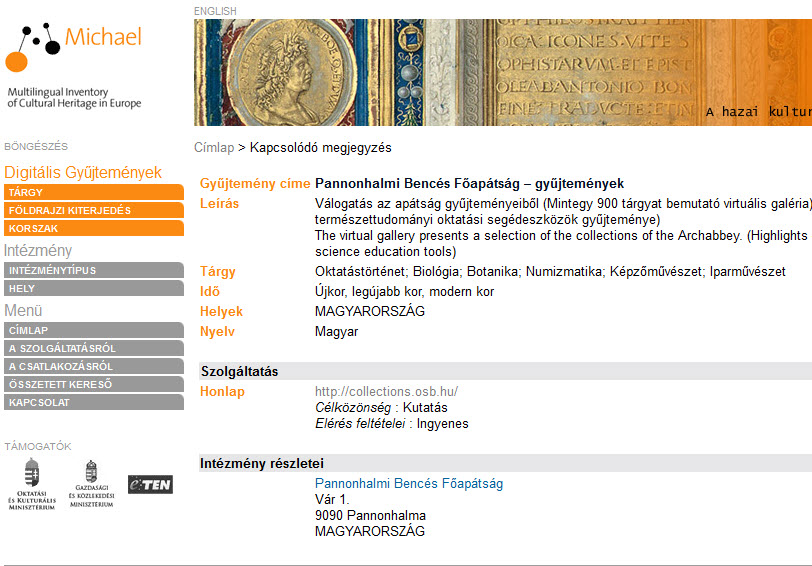 ENGLISH
Michael
Multilingual Inventory
of Cultural Heritage in Europe
A hazai kultur
BÖNGÉSZÉS
Digitális Gyűjtemények
TÁRGY
FÖLDRAJZI KITERJEDÉS
KORSZAK
Intézmény
INTÉZMÉNYTÍPUS
HELY
Menü
CÍMLAP
A SZOLGÁLTATÁSRÓL
A CSATLAKOZÁSRÓL
ÖSSZETETT KERESŐ
KAPCSOLAT
TÁMOGATÓK
OKTATÁSI
ÉS KULTURÁLIS
MINISZTÉRIUM
GAZDASÁGI
ÉS KÖZLEKEDÉSI
MINISZTÉRIUM
eTEN
Címlap > Kapcsolódó megjegyzés
Gyűjtemény címe Pannonhalmi Bencés Főapátság – gyűjtemények
Leírás Válogatás az apátság gyűjteményeiből (Mintegy 900 tárgyat bemutató virtuális galéria)
természettudományi oktatási segédeszközök gyűjteménye)
The virtual gallery presents a selection of the collections of the Archabbey. (Highlights
science education tools)
Tárgy Oktatástörténet; Biológia; Botanika; Numizmatika; Képzőművészet; Iparművészet
Idő Újkor, legújabb kor, modern kor
Helyek MAGYARORSZÁG
Nyelv Magyar
Szolgáltatás
Honlap http://collections.osb.hu/
Célközönség : Kutatás
Elérés feltételei : Ingyenes
Intézmény részletei
Pannonhalmi Bencés Főapátság
Vár 1.
9090 Pannonhalma
MAGYARORSZÁG